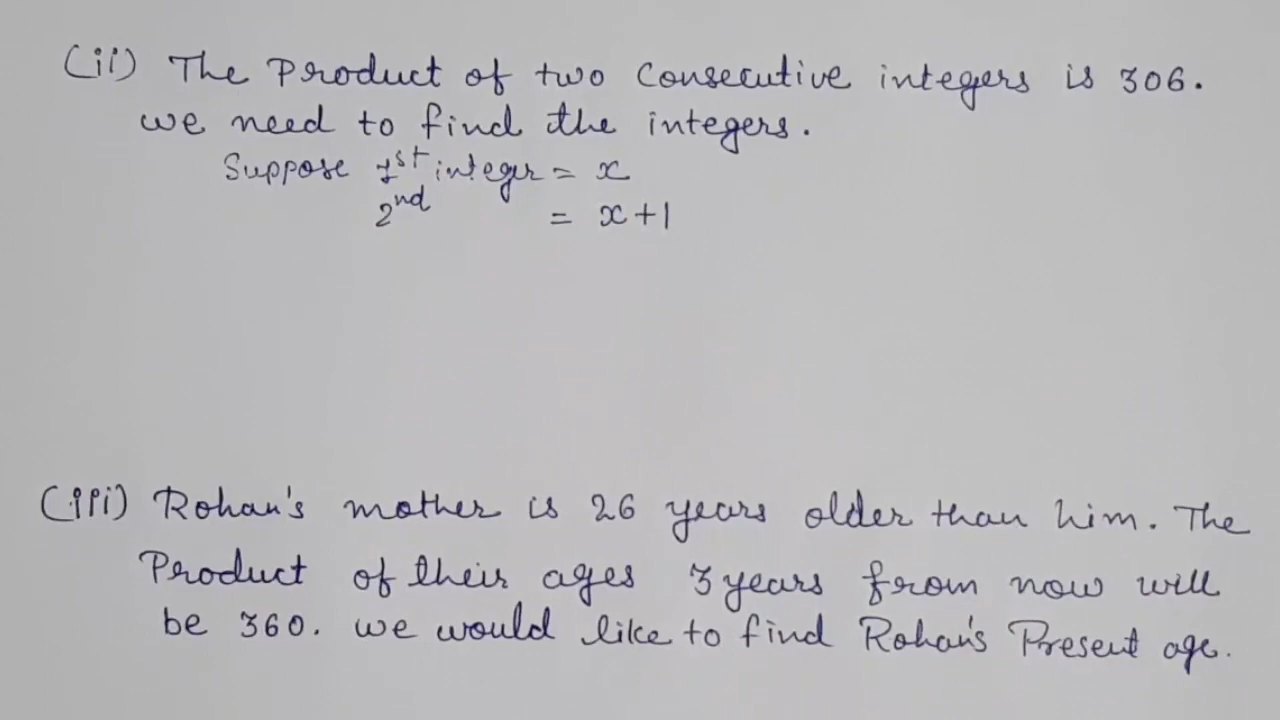 (ii) The Product of two Consecutive integers is 306.
we need to find the integers.
Suppose 1st integer = x
2nd = x+1
(iii) Rohan's mother is 26 years older than him. The
Product of their ages 3 years from now will
be 360. we would like to find Rohan's Present age.